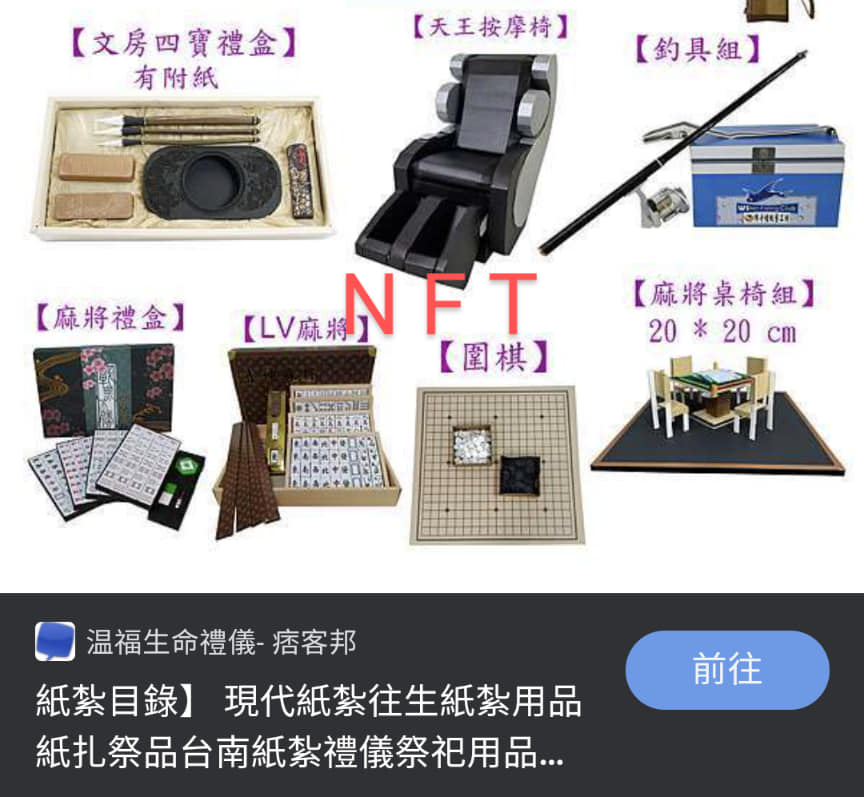 【文房四寶禮盒】
有附紙
【天王按摩椅】
【釣具組】
NFT
【麻將禮盒】
【LV麻將】
【圍棋】
【麻將桌椅組】
20 * 20 cm
温福生命禮儀- 痞客邦
紙紮目錄】 現代紙紮往生紙紮用品
紙扎祭品台南紙紮禮儀祭祀用品...
前往